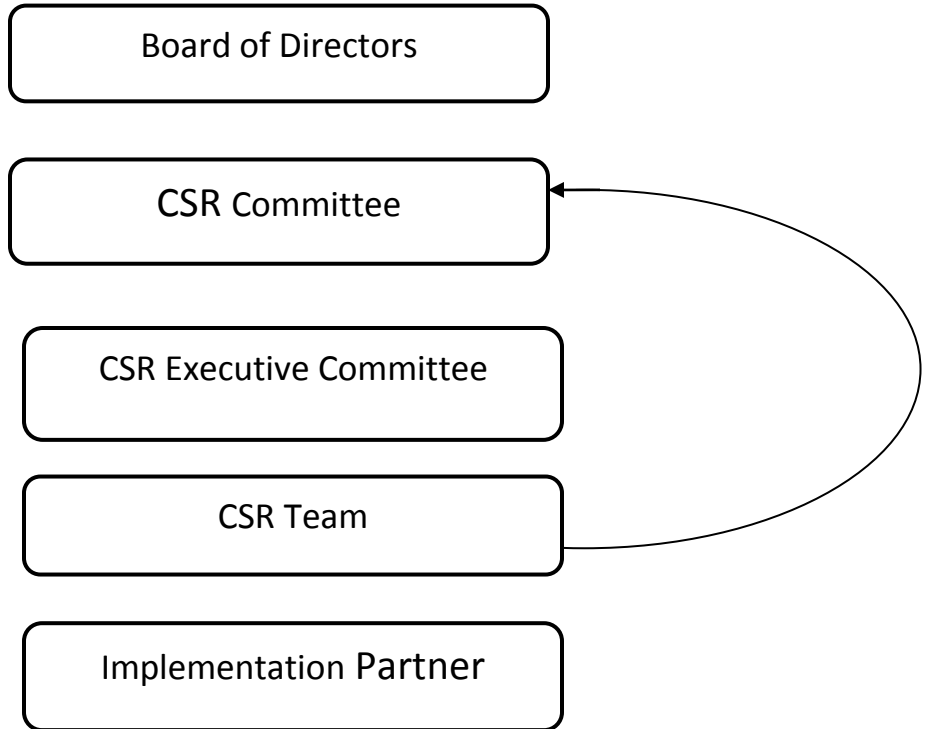 Board of Directors
CSR Committee
CSR Executive Committee
CSR Team
Implementation Partner